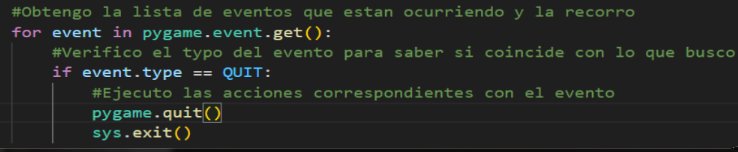 #Obtengo la lista de eventos que estan ocurriendo y la recorro
for event in pygame.event.get():
#Verifico el typo del evento para saber si coincide con lo que busco
if event.type == QUIT:
#Ejecuto las acciones correspondientes con el evento
pygame.quit()
sys.exit()